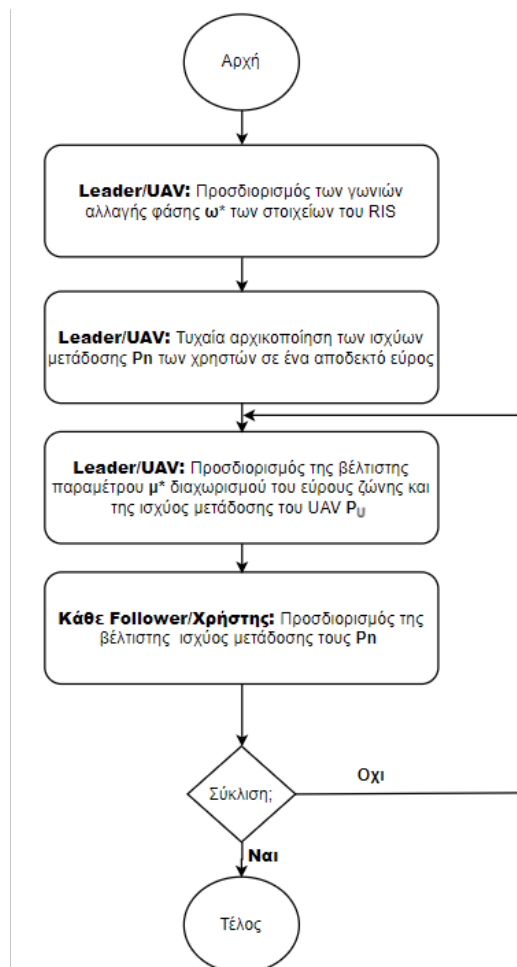 Αρχή
Leader/UAV: Προσδιορισμός των γωνιών
αλλαγής φάσης ω* των στοιχείων του RIS
Leader/UAV: Τυχαία αρχικοποίηση των ισχύων
μετάδοσης Pn των χρηστών σε ένα αποδεκτό εύρος
Leader/UAV: Προσδιορισμός της βέλτιστης
παραμέτρου μ* διαχωρισμού του εύρους ζώνης και
της ισχύος μετάδοσης του UAV PU
Κάθε Follower/Χρήστης: Προσδιορισμός της
βέλτιστης ισχύος μετάδοσης τους Pn
Σύκλιση;
Οχι
Ναι
Τέλος